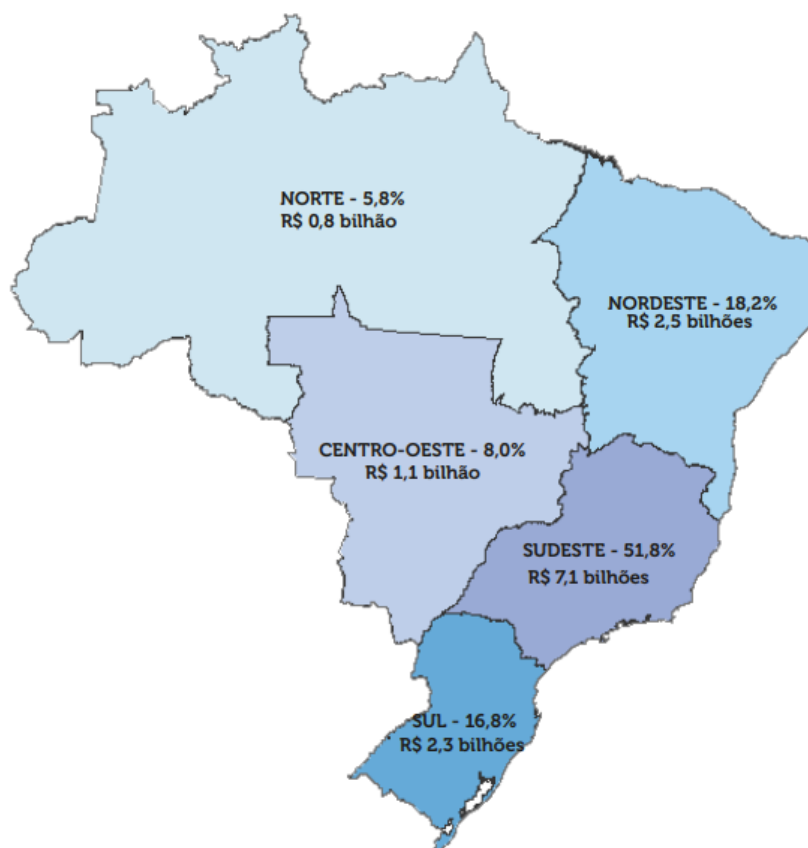 NORTE - 5,8%
R$ 0,8 bilhão
NORDESTE - 18,2%
R$ 2,5 bilhões
CENTRO-OESTE - 8,0%
R$ 1,1 bilhão
SUDESTE - 51,8%
R$ 7,1 bilhões
SUL - 16,8%
R$ 2,3 bilhões